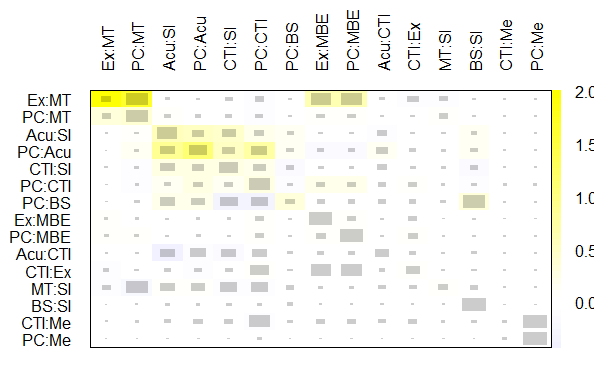 Ex:MT
PC:MT
Acu:SI
PC:Acu
CTI:SI
PC:CTI
PC:BS
Ex:MBE
PC:MBE
Acu:CTI
CTI:Ex
MT:SI
BS:SI
CTI:Me
PC:Me
Ex:MT
PC:MT
Acu:SI
PC:Acu
CTI:SI
PC:CTI
PC:BS
Ex:MBE
PC:MBE
Acu:CTI
CTI:Ex
MT:SI
BS:SI
CTI:Me
PC:Me
2.0
1.5
1.0
0.5
0.0